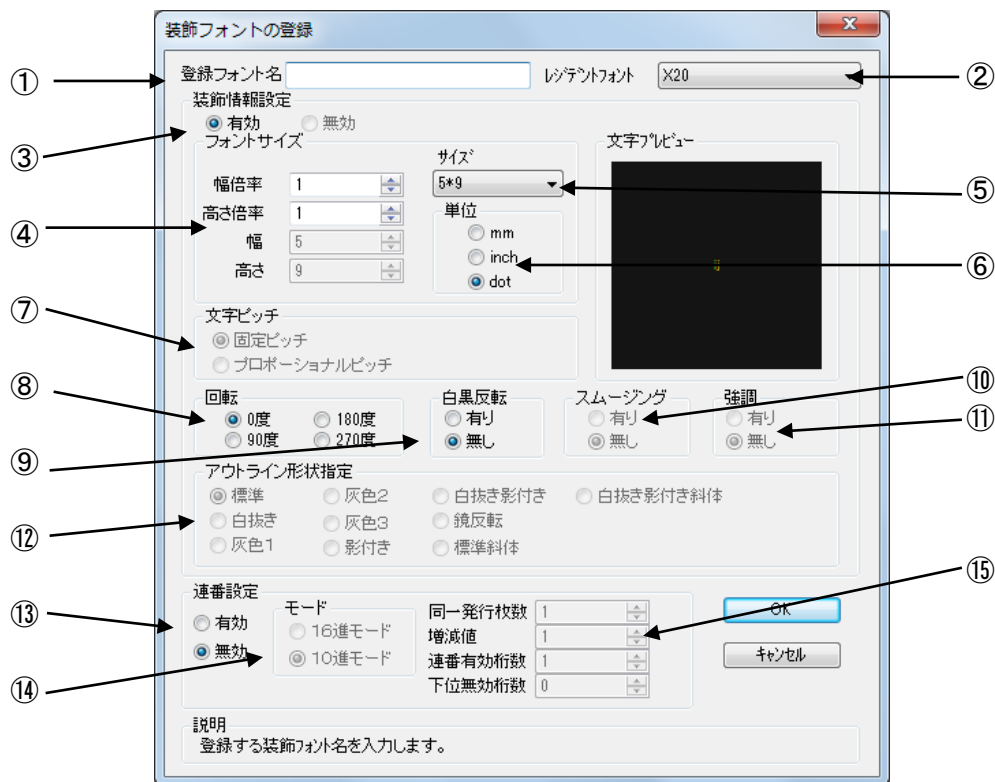 装飾フォントの登録
① 登録フォント名 レジデントフォント X20 ②
装飾情報設定
③ 有効 無効
フォントサイズ
サイズ
幅倍率 1
5*9 ⑤
④ 高さ倍率 1
幅 5
高さ 9
単位
mm
inch ⑥
dot
文字プレビュー
⑦ 文字ピッチ
固定ピッチ
プロポーショナルピッチ
⑧ 回転
0度 180度
90度 270度
⑨ 白黒反転
有り
無し
⑩ スムージング
有り
無し
⑪ 強調
有り
無し
⑫ アウトライン形状指定
標準 灰色2 白抜き影付き 白抜き影付き斜体
白抜き 灰色3 鏡反転
灰色1 影付き 標準斜体
⑬ 連番設定
有効
無効
⑭ モード
16進モード
10進モード
⑮
同一発行枚数 1
増減値 1
連番有効桁数 1
下位無効桁数 0
OK
キャンセル
説明
登録する装飾フォント名を入力します。